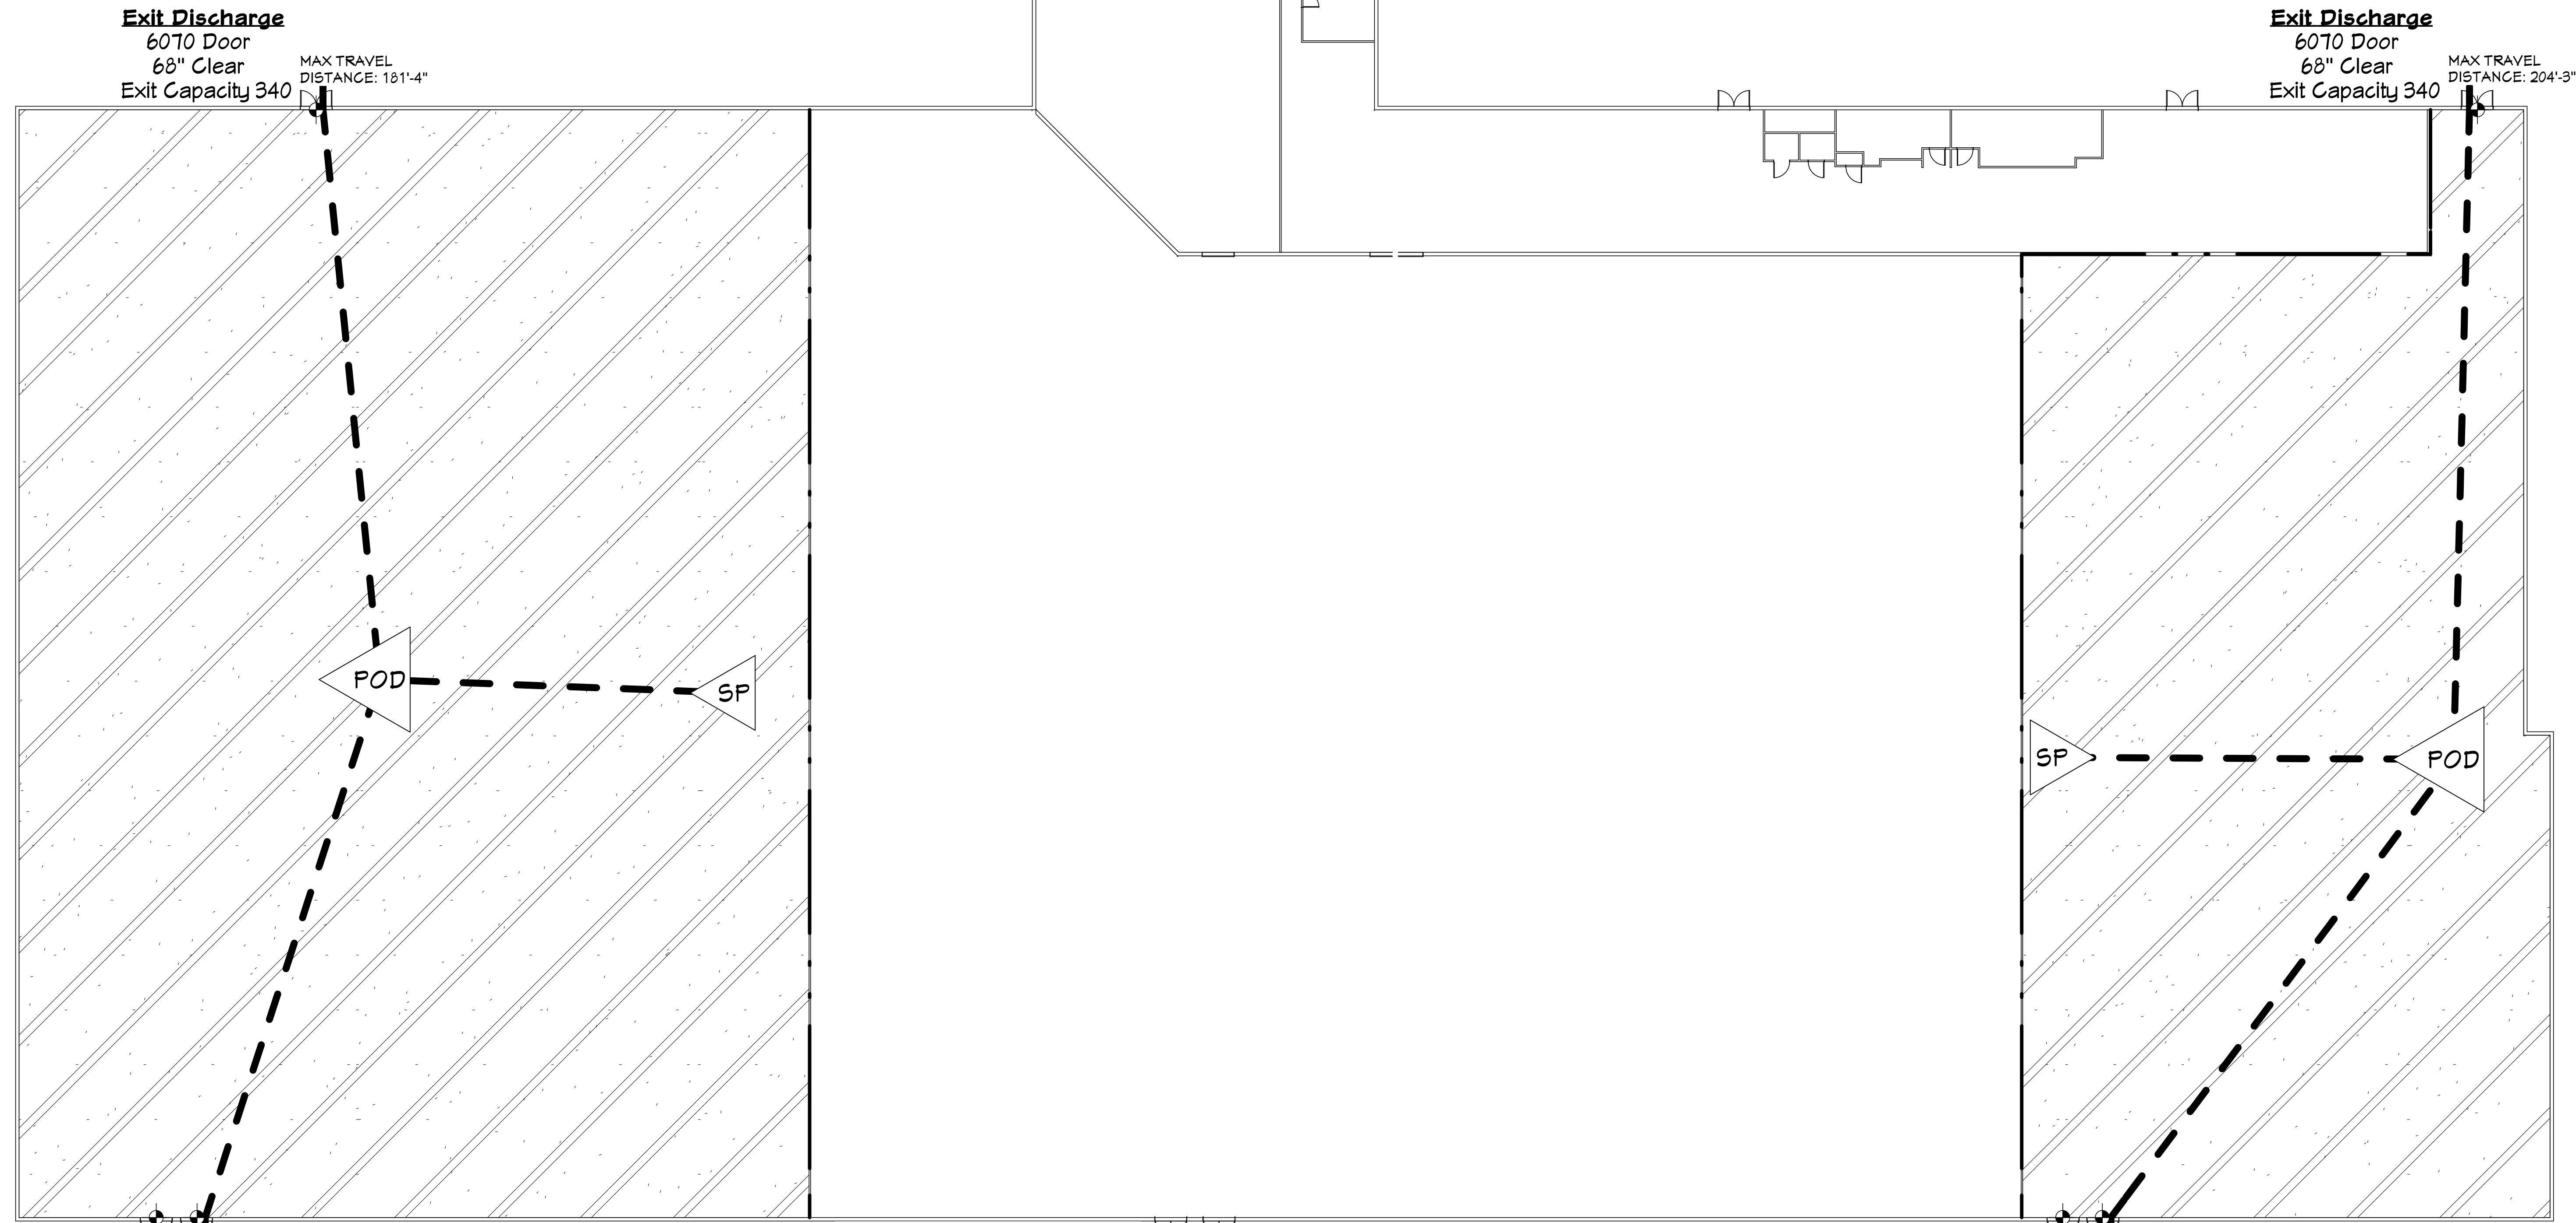 Exit Discharge
6070 Door
68" Clear
Exit Capacity 340
MAX TRAVEL
DISTANCE: 181'-4"
Exit Discharge
6070 Door
68" Clear
Exit Capacity 340
MAX TRAVEL
DISTANCE: 204'-3"
POD
SP
SP
POD